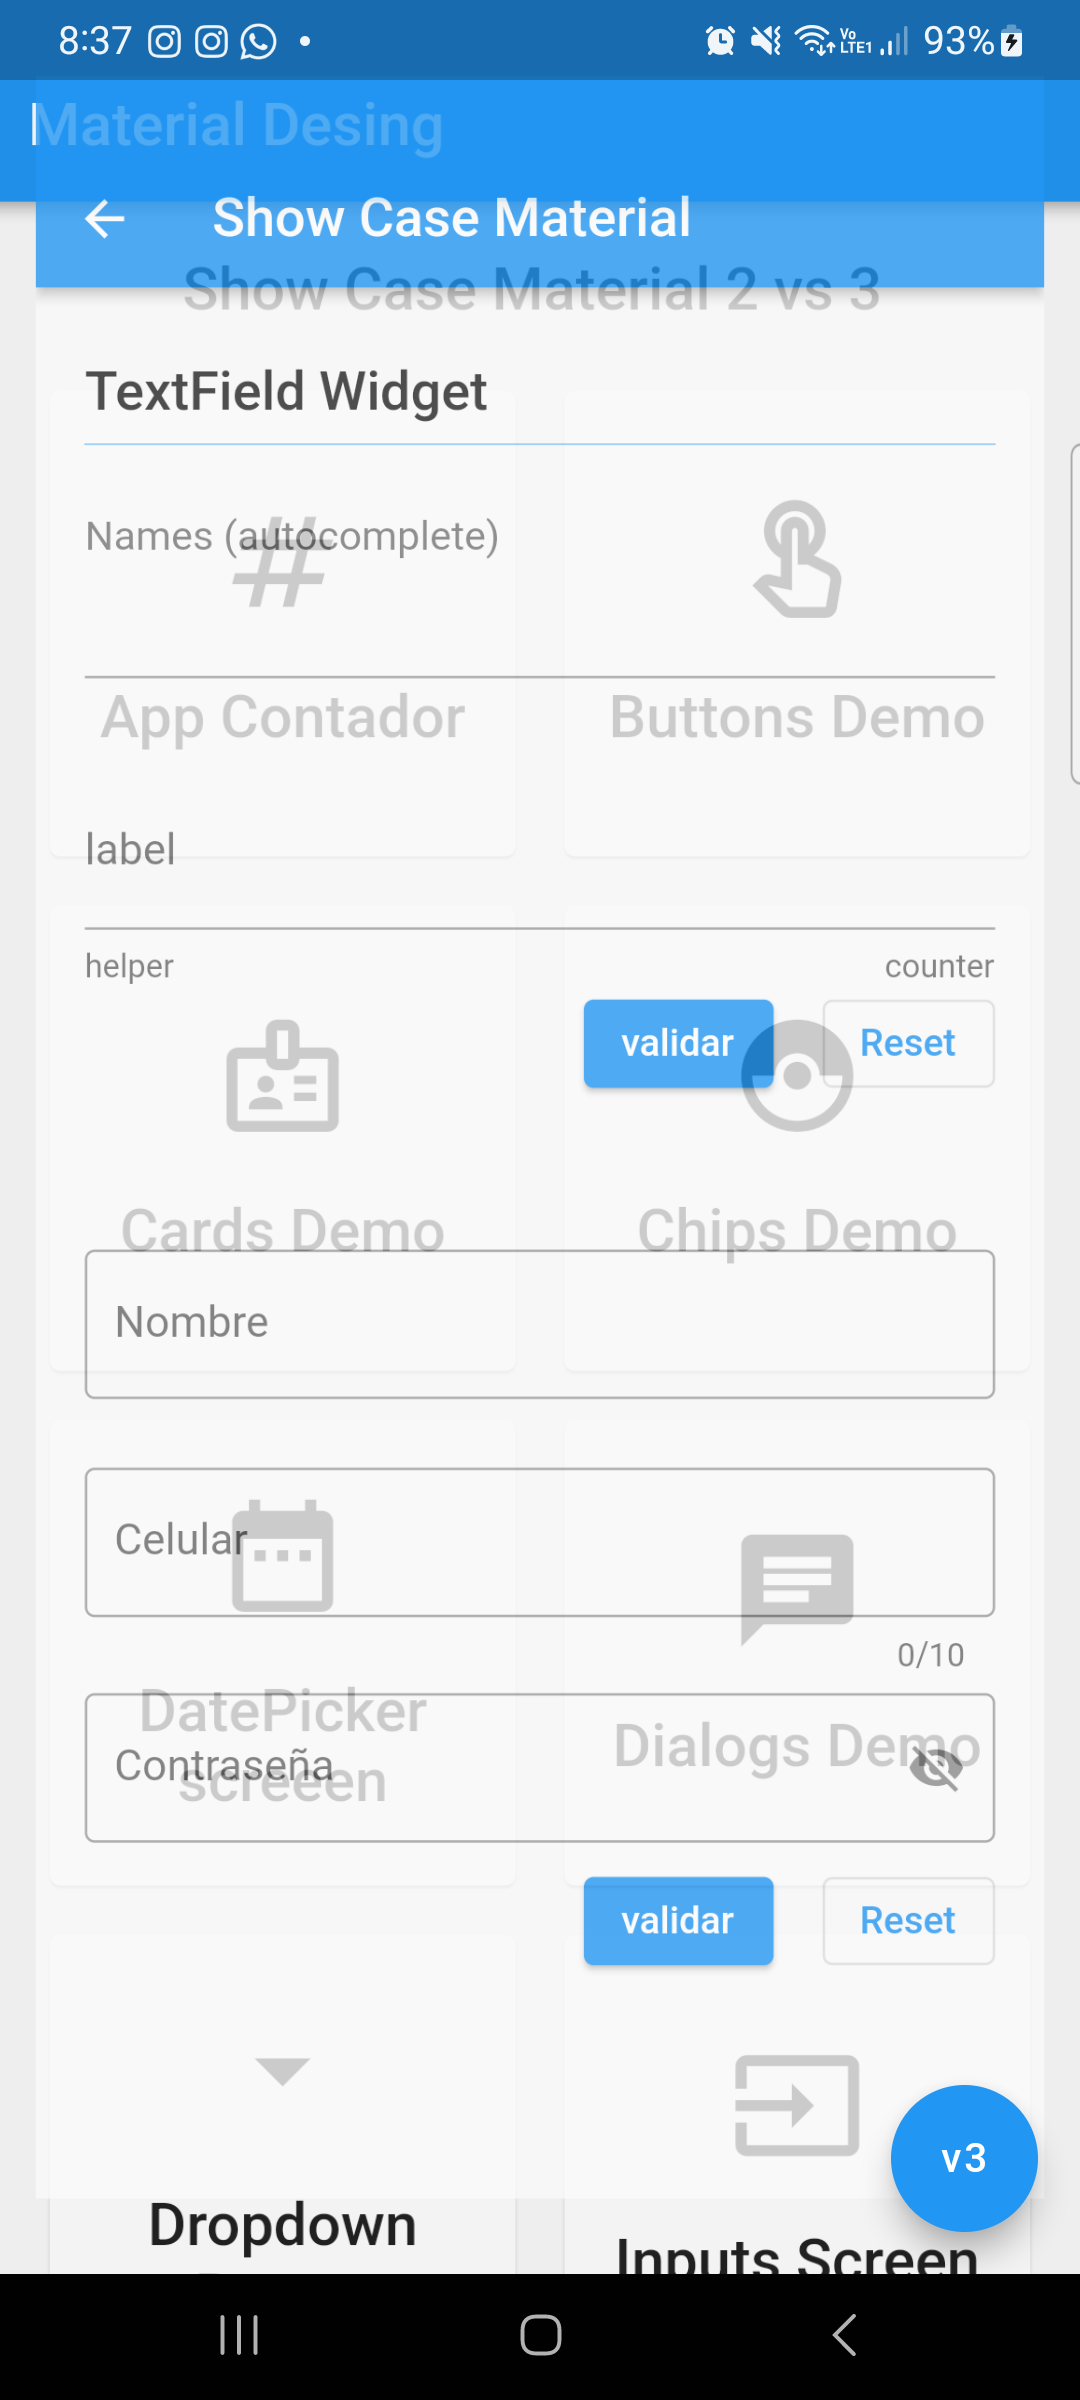 8:37
Vo
LTE1
93%
Material Desing
Show Case Material
Show Case Material 2 vs 3
TextField Widget
Names (autocomplete)
App Contador
Buttons Demo
label
helper
counter
validar
Reset
Cards Demo
Chips Demo
Nombre
Celular
0/10
DatePicker
screeen
Contraseña
Dialogs Demo
validar
Reset
v3
Dropdown
Inputs Screen